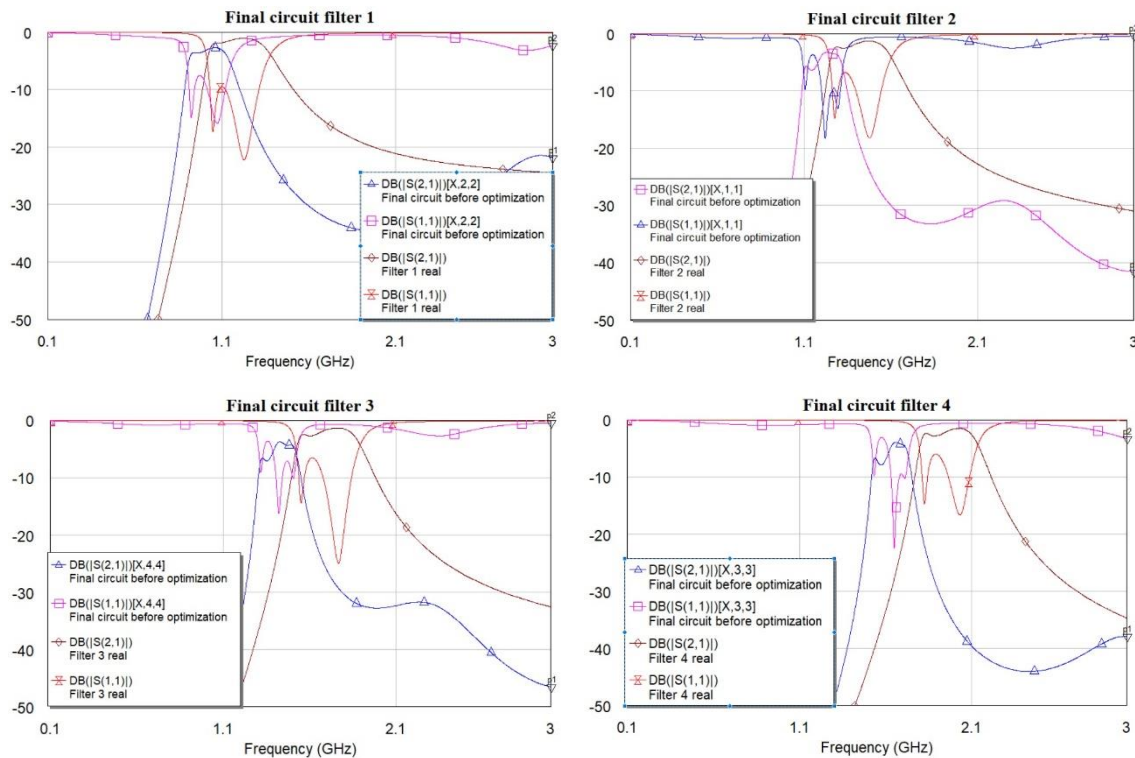 Final circuit filter 1
0
-10
-20
-30
-40
-50
0.1
1.1
2.1
3
Frequency (GHz)
p2
p1
DB(|S(2,1)|)[X,2,2]
Final circuit before optimization
DB(|S(1,1)|)[X,2,2]
Final circuit before optimization
DB(|S(2,1)|)
Filter 1 real
DB(|S(1,1)|)
Filter 1 real
Final circuit filter 2
0
-10
-20
-30
-40
-50
0.1
1.1
2.1
3
Frequency (GHz)
DB(|S(2,1)|)[X,1,1]
Final circuit before optimization
DB(|S(1,1)|)[X,1,1]
Final circuit before optimization
DB(|S(2,1)|)
Filter 2 real
DB(|S(1,1)|)
Filter 2 real
Final circuit filter 3
0
-10
-20
-30
-40
-50
0.1
1.1
2.1
3
Frequency (GHz)
p2
p1
DB(|S(2,1)|)[X,4,4]
Final circuit before optimization
DB(|S(1,1)|)[X,4,4]
Final circuit before optimization
DB(|S(2,1)|)
Filter 3 real
DB(|S(1,1)|)
Filter 3 real
Final circuit filter 4
0
-10
-20
-30
-40
-50
0.1
1.1
2.1
3
Frequency (GHz)
p2
p1
DB(|S(2,1)|)[X,3,3]
Final circuit before optimization
DB(|S(1,1)|)[X,3,3]
Final circuit before optimization
DB(|S(2,1)|)
Filter 4 real
DB(|S(1,1)|)
Filter 4 real